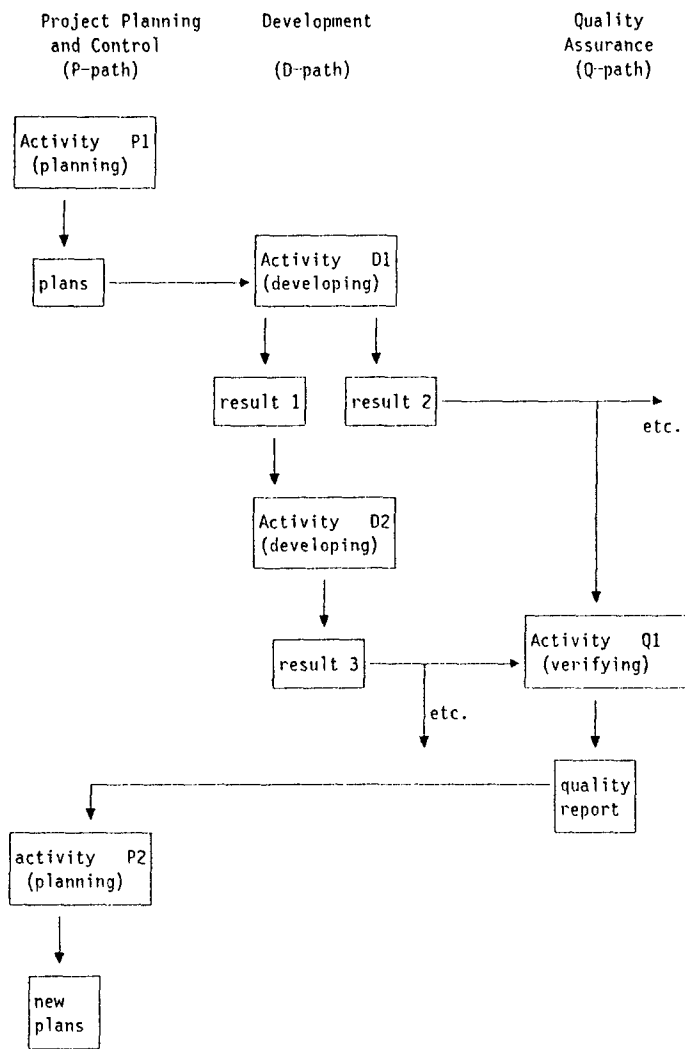 Project Planning
and Control
(P-path)
Development
(D-path)
Quality
Assurance
(Q-path)
Activity P1
(planning)
plans
Activity D1
(developing)
result 1
result 2
etc.
Activity D2
(developing)
result 3
etc.
Activity Q1
(verifying)
quality
report
activity P2
(planning)
new
plans